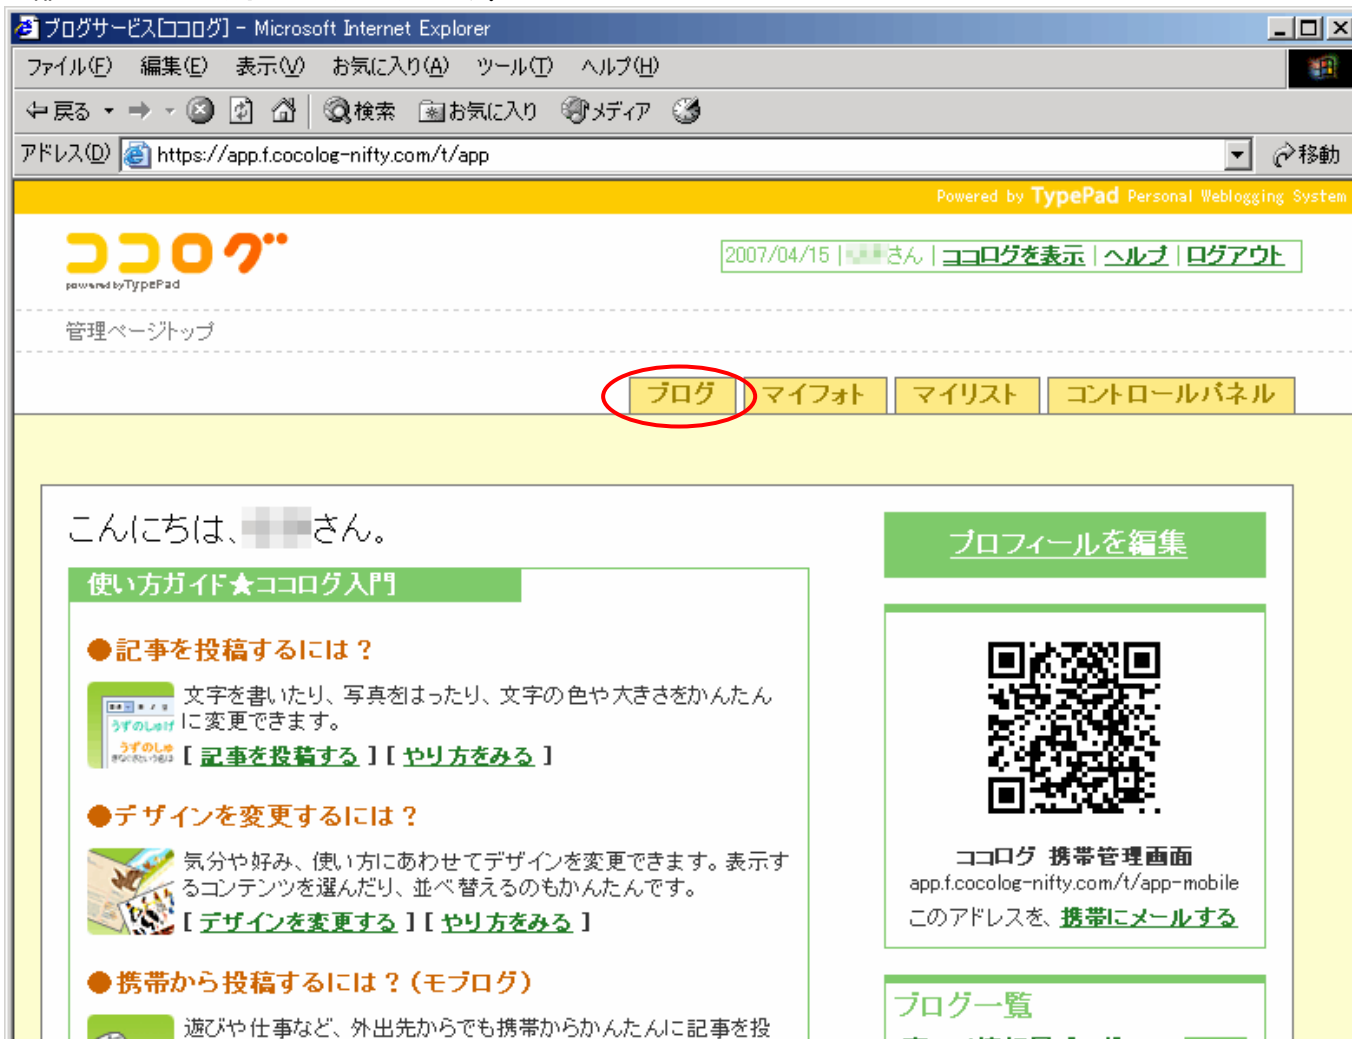 ブログサービス[ココログ] - Microsoft Internet Explorer
ファイル(F) 編集(E) 表示(V) お気に入り(A) ツール(T) ヘルプ(H)
戻る 検索 お気に入り メディア
アドレス(D) https://app.f.cocolog-nifty.com/t/app 移動
Powered by TypePad Personal Weblogging System
ココログ
powered by TypePad
2007/04/15 | さん | ココログを表示 | ヘルプ | ログアウト
管理ページトップ
ブログ マイフォト マイリスト コントロールパネル
こんにちは、 さん。
使い方ガイド★ココログ入門
●記事を投稿するには？
文字を書いたり、写真をはったり、文字の色や大きさをかんたん
に変更できます。
うずのしゅげ
うずのしゅ
[ 記事を投稿する ] [ やり方をみる ]
●デザインを変更するには？
気分や好み、使い方にあわせてデザインを変更できます。表示す
るコンテンツを選んだり、並べ替えるのもかんたんです。
[ デザインを変更する ] [ やり方をみる ]
●携帯から投稿するには？(モブログ)
遊びや仕事など、外出先からでも携帯からかんたんに記事を投
プロフィールを編集
ココログ 携帯管理画面
app.f.cocolog-nifty.com/t/app-mobile
このアドレスを、携帯にメールする
ブログ一覧